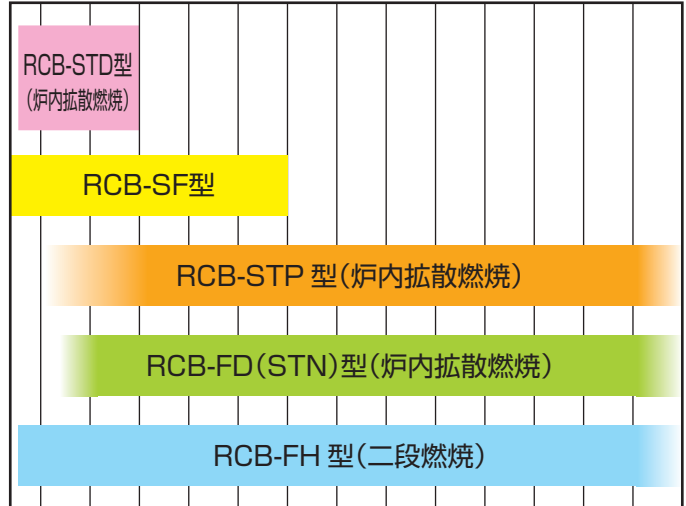 RCB-STD型
（炉内拡散燃焼）
RCB-SF型
RCB-STP 型（炉内拡散燃焼）
RCB-FD（STN）型（炉内拡散燃焼）
RCB-FH 型（二段燃焼）